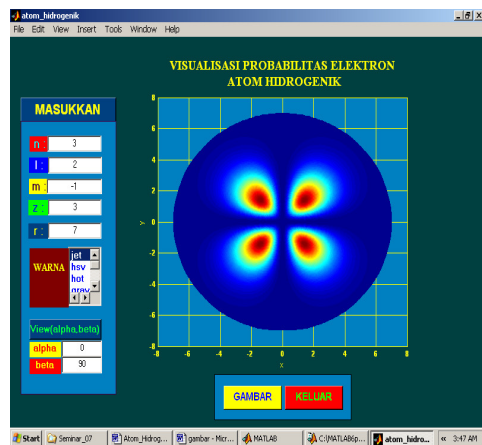 atom_hidrogenik
File Edit View Insert Tools Window Help
VISUALISASI PROBABILITAS ELEKTRON
ATOM HIDROGENIK
MASUKKAN
n : 3
l : 2
m : -1
z : 3
r : 7
WARNA
jet
hsv
hot
gray
View(alpha,beta)
alpha 0
beta 90
8
6
4
2
0
-2
-4
-6
-8
Y
-8 -6 -4 -2 0 2 4 6 8
X
GAMBAR KELUAR
Start Seminar_07 Atom_Hidrog... gambar - Micr... MATLAB C:\MATLAB6p... atom_hidro... « 3:47 AM